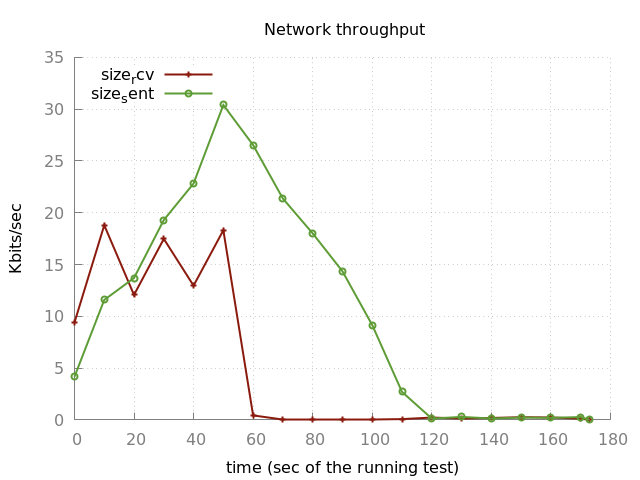 Network throughput
size_rcv
size_sent
35
30
25
20
15
10
5
0
Kbits/sec
0 20 40 60 80 100 120 140 160 180
time (sec of the running test)